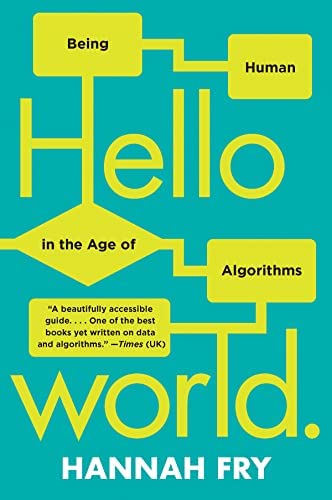 Being
Human
Hello
in the Age of
Algorithms
“A beautifully accessible
guide. . . . One of the best
books yet written on data
and algorithms.” —Times (UK)
world.
HANNAH FRY